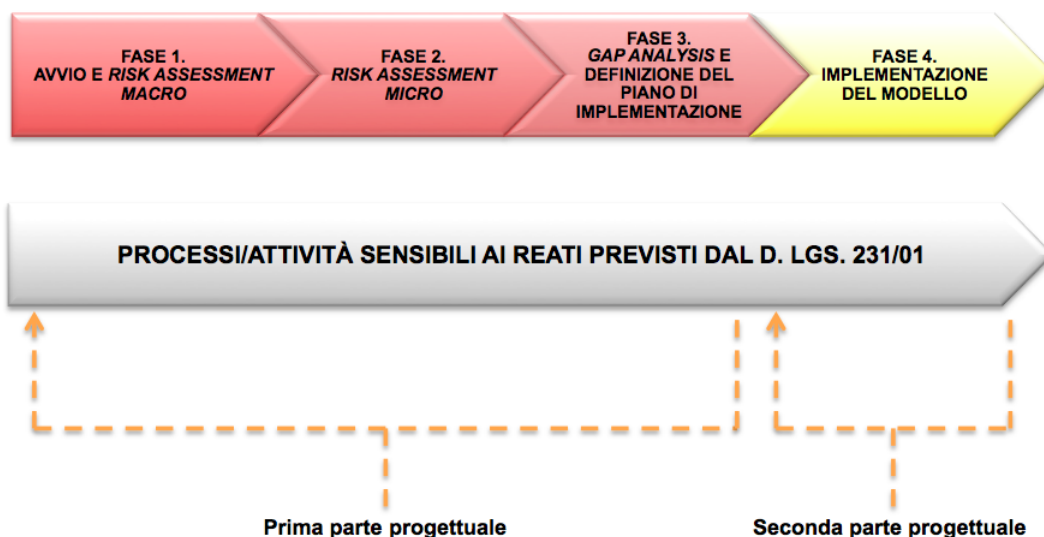 FASE 1.
AVVIO E RISK ASSESSMENT
MACRO
FASE 2.
RISK ASSESSMENT
MICRO
FASE 3.
GAP ANALYSIS E
DEFINIZIONE DEL
PIANO DI
IMPLEMENTAZIONE
FASE 4.
IMPLEMENTAZIONE
DEL MODELLO
PROCESSI/ATTIVITÀ SENSIBILI AI REATI PREVISTI DAL D. LGS. 231/01
Prima parte progettuale
Seconda parte progettuale